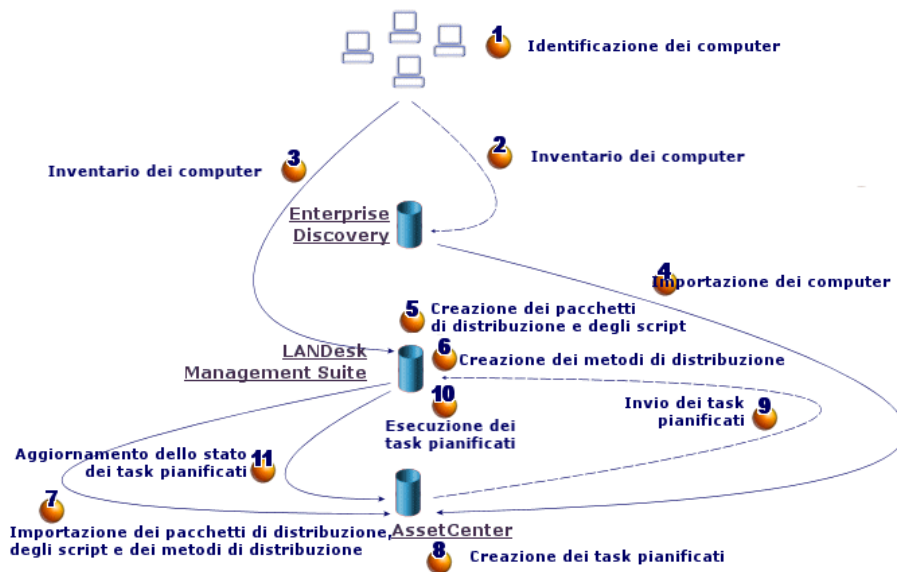 1
Identificazione dei computer
2
Inventario dei computer
3
Inventario dei computer
Enterprise
Discovery
4
Importazione dei computer
5
Creazione dei pacchetti
di distribuzione e degli script
LANDesk
Management Suite
6
Creazione dei metodi di distribuzione
10
Esecuzione dei
task pianificati
Invio dei task
pianificati
9
Aggiornamento dello stato
dei task pianificati
11
7
Importazione dei pacchetti di distribuzione,
degli script e dei metodi di distribuzione
AssetCenter
8
Creazione dei task pianificati